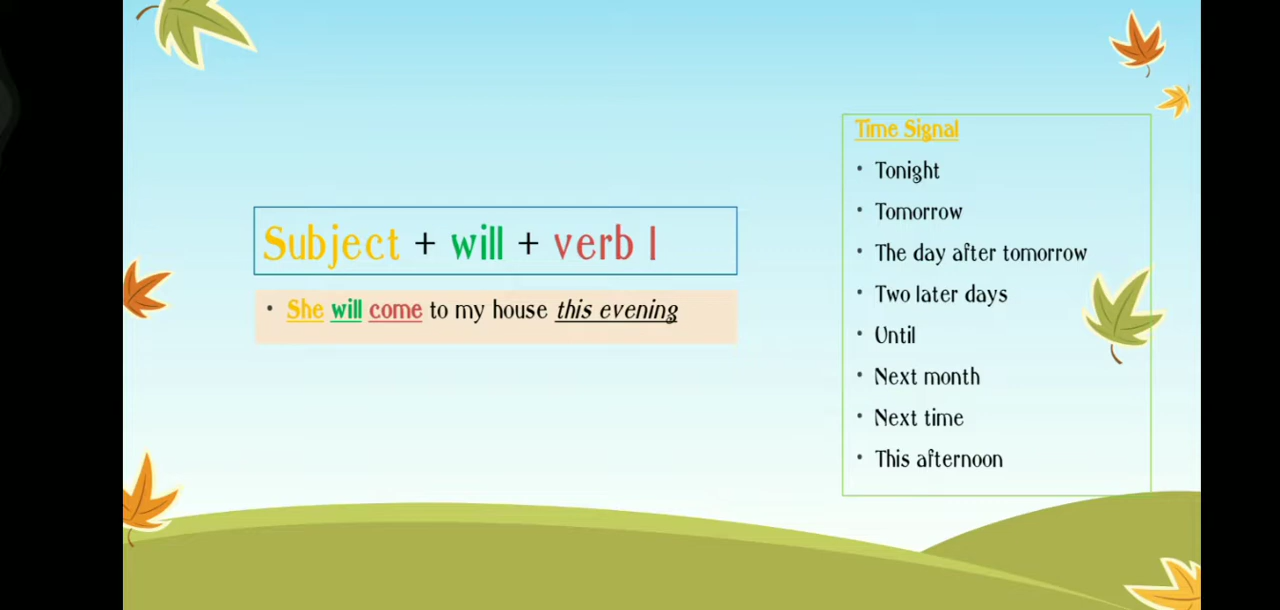 Subject + will + verb 1
• She will come to my house this evening
Time Signal
• Tonight
• Tomorrow
• The day after tomorrow
• Two later days
• Until
• Next month
• Next time
• This afternoon